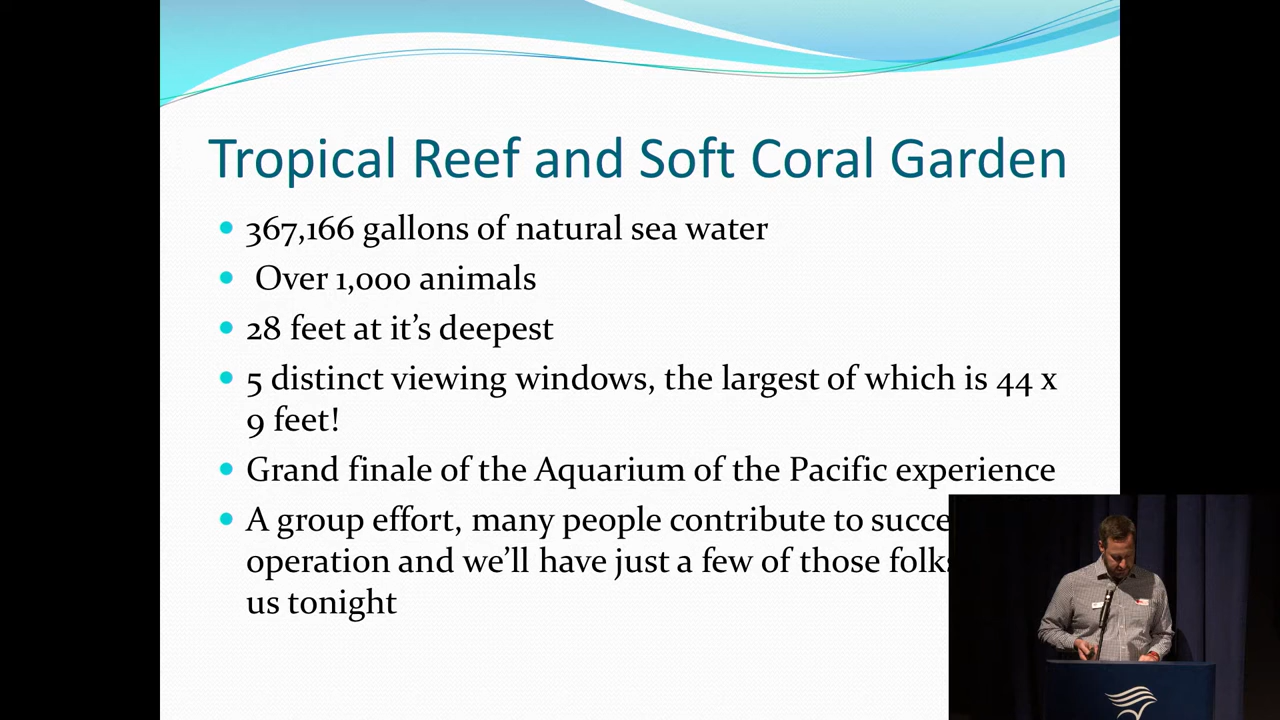 Tropical Reef and Soft Coral Garden
• 367,166 gallons of natural sea water
• Over 1,000 animals
• 28 feet at it’s deepest
• 5 distinct viewing windows, the largest of which is 44 x
9 feet!
• Grand finale of the Aquarium of the Pacific experience
• A group effort, many people contribute to
operation and we’ll have just a few of those
us tonight